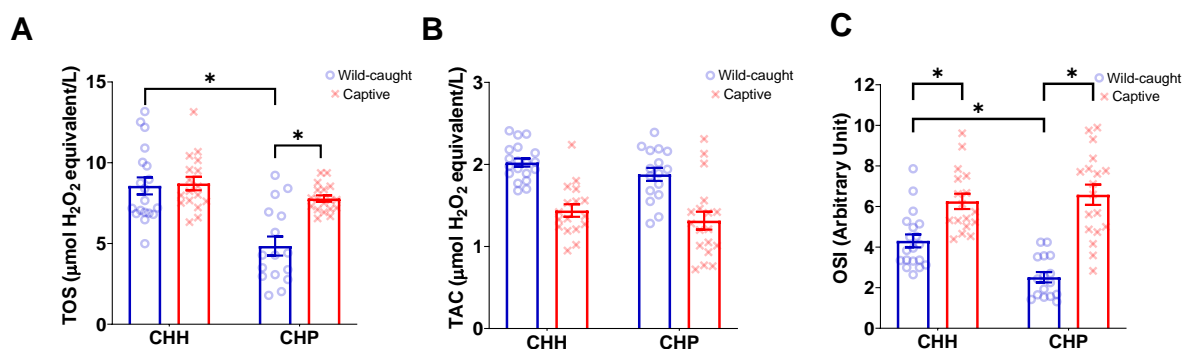 A
TOS (μmol H₂O₂ equivalent/L)
15
10
5
0
*
*
Wild-caught
Captive
CHH
CHP
B
TAC (μmol H₂O₂ equivalent/L)
3
2
1
0
Wild-caught
Captive
CHH
CHP
C
OSI (Arbitrary Unit)
12
10
8
6
4
2
0
*
*
*
Wild-caught
Captive
CHH
CHP